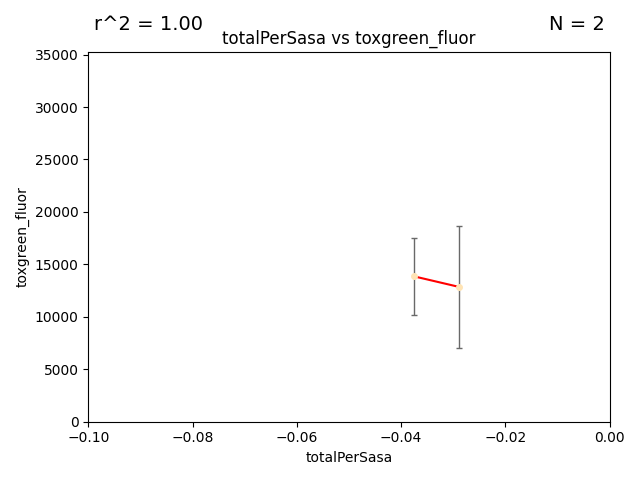 r^2 = 1.00
N = 2
totalPerSasa vs toxgreen_fluor
35000
30000
25000
20000
15000
10000
5000
0
toxgreen_fluor
−0.10
−0.08
−0.06
−0.04
−0.02
0.00
totalPerSasa